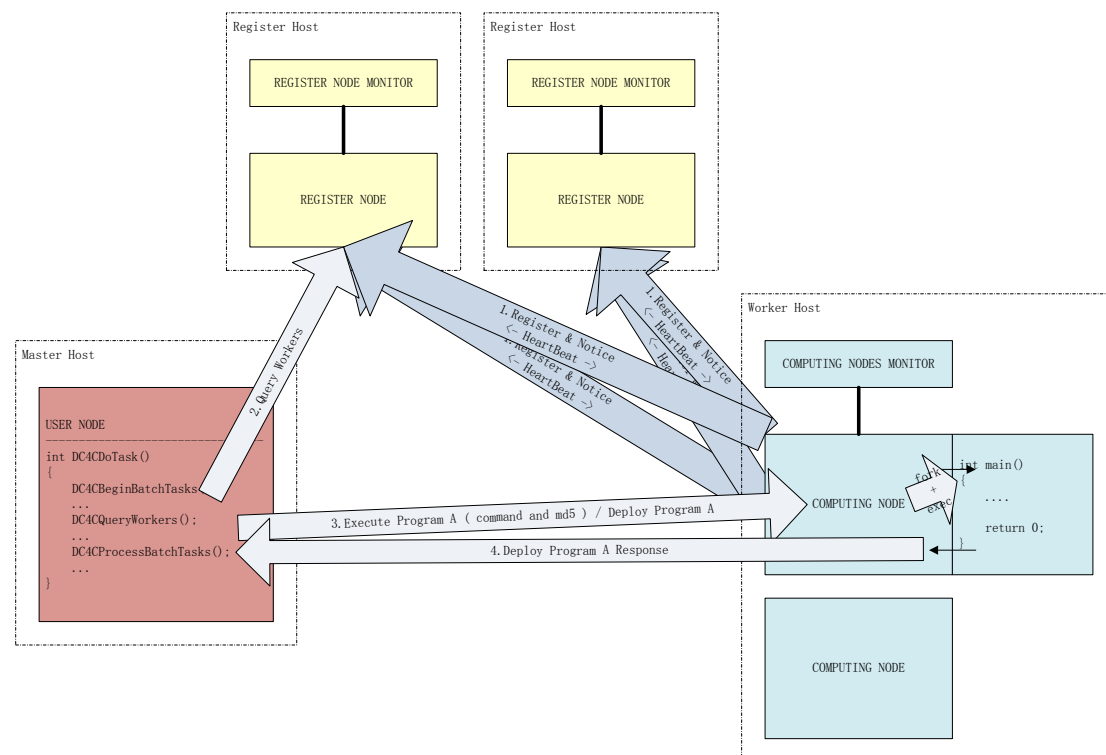 Register Host
REGISTER NODE MONITOR
REGISTER NODE
Register Host
REGISTER NODE MONITOR
REGISTER NODE
1.Register & Notice
<- HeartBeat ->
Register & Notice
<- HeartBeat ->
1.Register & Notice
<- HeartBeat ->
<- Hear
2.Query Workers
Master Host
USER NODE
int DC4CDoTask()
{
DC4CBeginBatchTasks
...
DC4CQueryWorkers();
...
DC4CProcessBatchTasks();
...
}
3.Execute Program A ( command and md5 ) / Deploy Program A
4.Deploy Program A Response
Worker Host
COMPUTING NODES MONITOR
COMPUTING NODE
fork
+
exec
int main()
{
....
return 0;
}
COMPUTING NODE